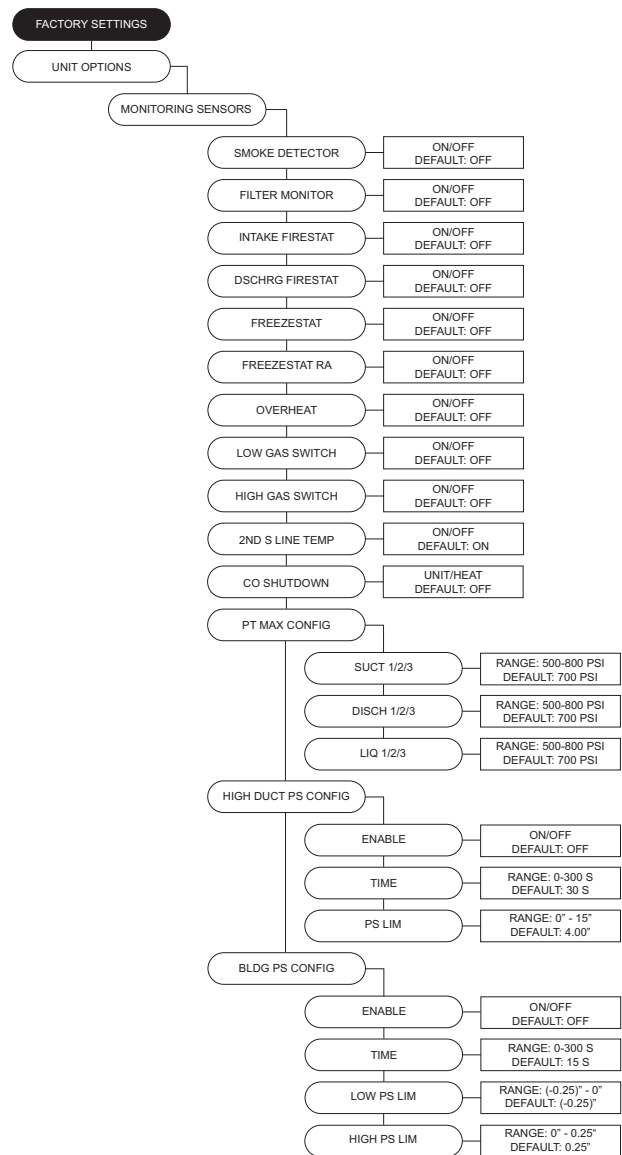 FACTORY SETTINGS
UNIT OPTIONS
MONITORING SENSORS
SMOKE DETECTOR
ON/OFF
DEFAULT: OFF
FILTER MONITOR
ON/OFF
DEFAULT: OFF
INTAKE FIRESTAT
ON/OFF
DEFAULT: OFF
DSCHRG FIRESTAT
ON/OFF
DEFAULT: OFF
FREEZESTAT
ON/OFF
DEFAULT: OFF
FREEZESTAT RA
ON/OFF
DEFAULT: OFF
OVERHEAT
ON/OFF
DEFAULT: OFF
LOW GAS SWITCH
ON/OFF
DEFAULT: OFF
HIGH GAS SWITCH
ON/OFF
DEFAULT: OFF
2ND S LINE TEMP
ON/OFF
DEFAULT: ON
CO SHUTDOWN
UNIT/HEAT
DEFAULT: OFF
PT MAX CONFIG
SUCT 1/2/3
RANGE: 500-800 PSI
DEFAULT: 700 PSI
DISCH 1/2/3
RANGE: 500-800 PSI
DEFAULT: 700 PSI
LIQ 1/2/3
RANGE: 500-800 PSI
DEFAULT: 700 PSI
HIGH DUCT PS CONFIG
ENABLE
ON/OFF
DEFAULT: OFF
TIME
RANGE: 0-300 S
DEFAULT: 30 S
PS LIM
RANGE: 0” - 15”
DEFAULT: 4.00”
BLDG PS CONFIG
ENABLE
ON/OFF
DEFAULT: OFF
TIME
RANGE: 0-300 S
DEFAULT: 15 S
LOW PS LIM
RANGE: (-0.25)” - 0”
DEFAULT: (-0.25)”
HIGH PS LIM
RANGE: 0” - 0.25“
DEFAULT: 0.25”